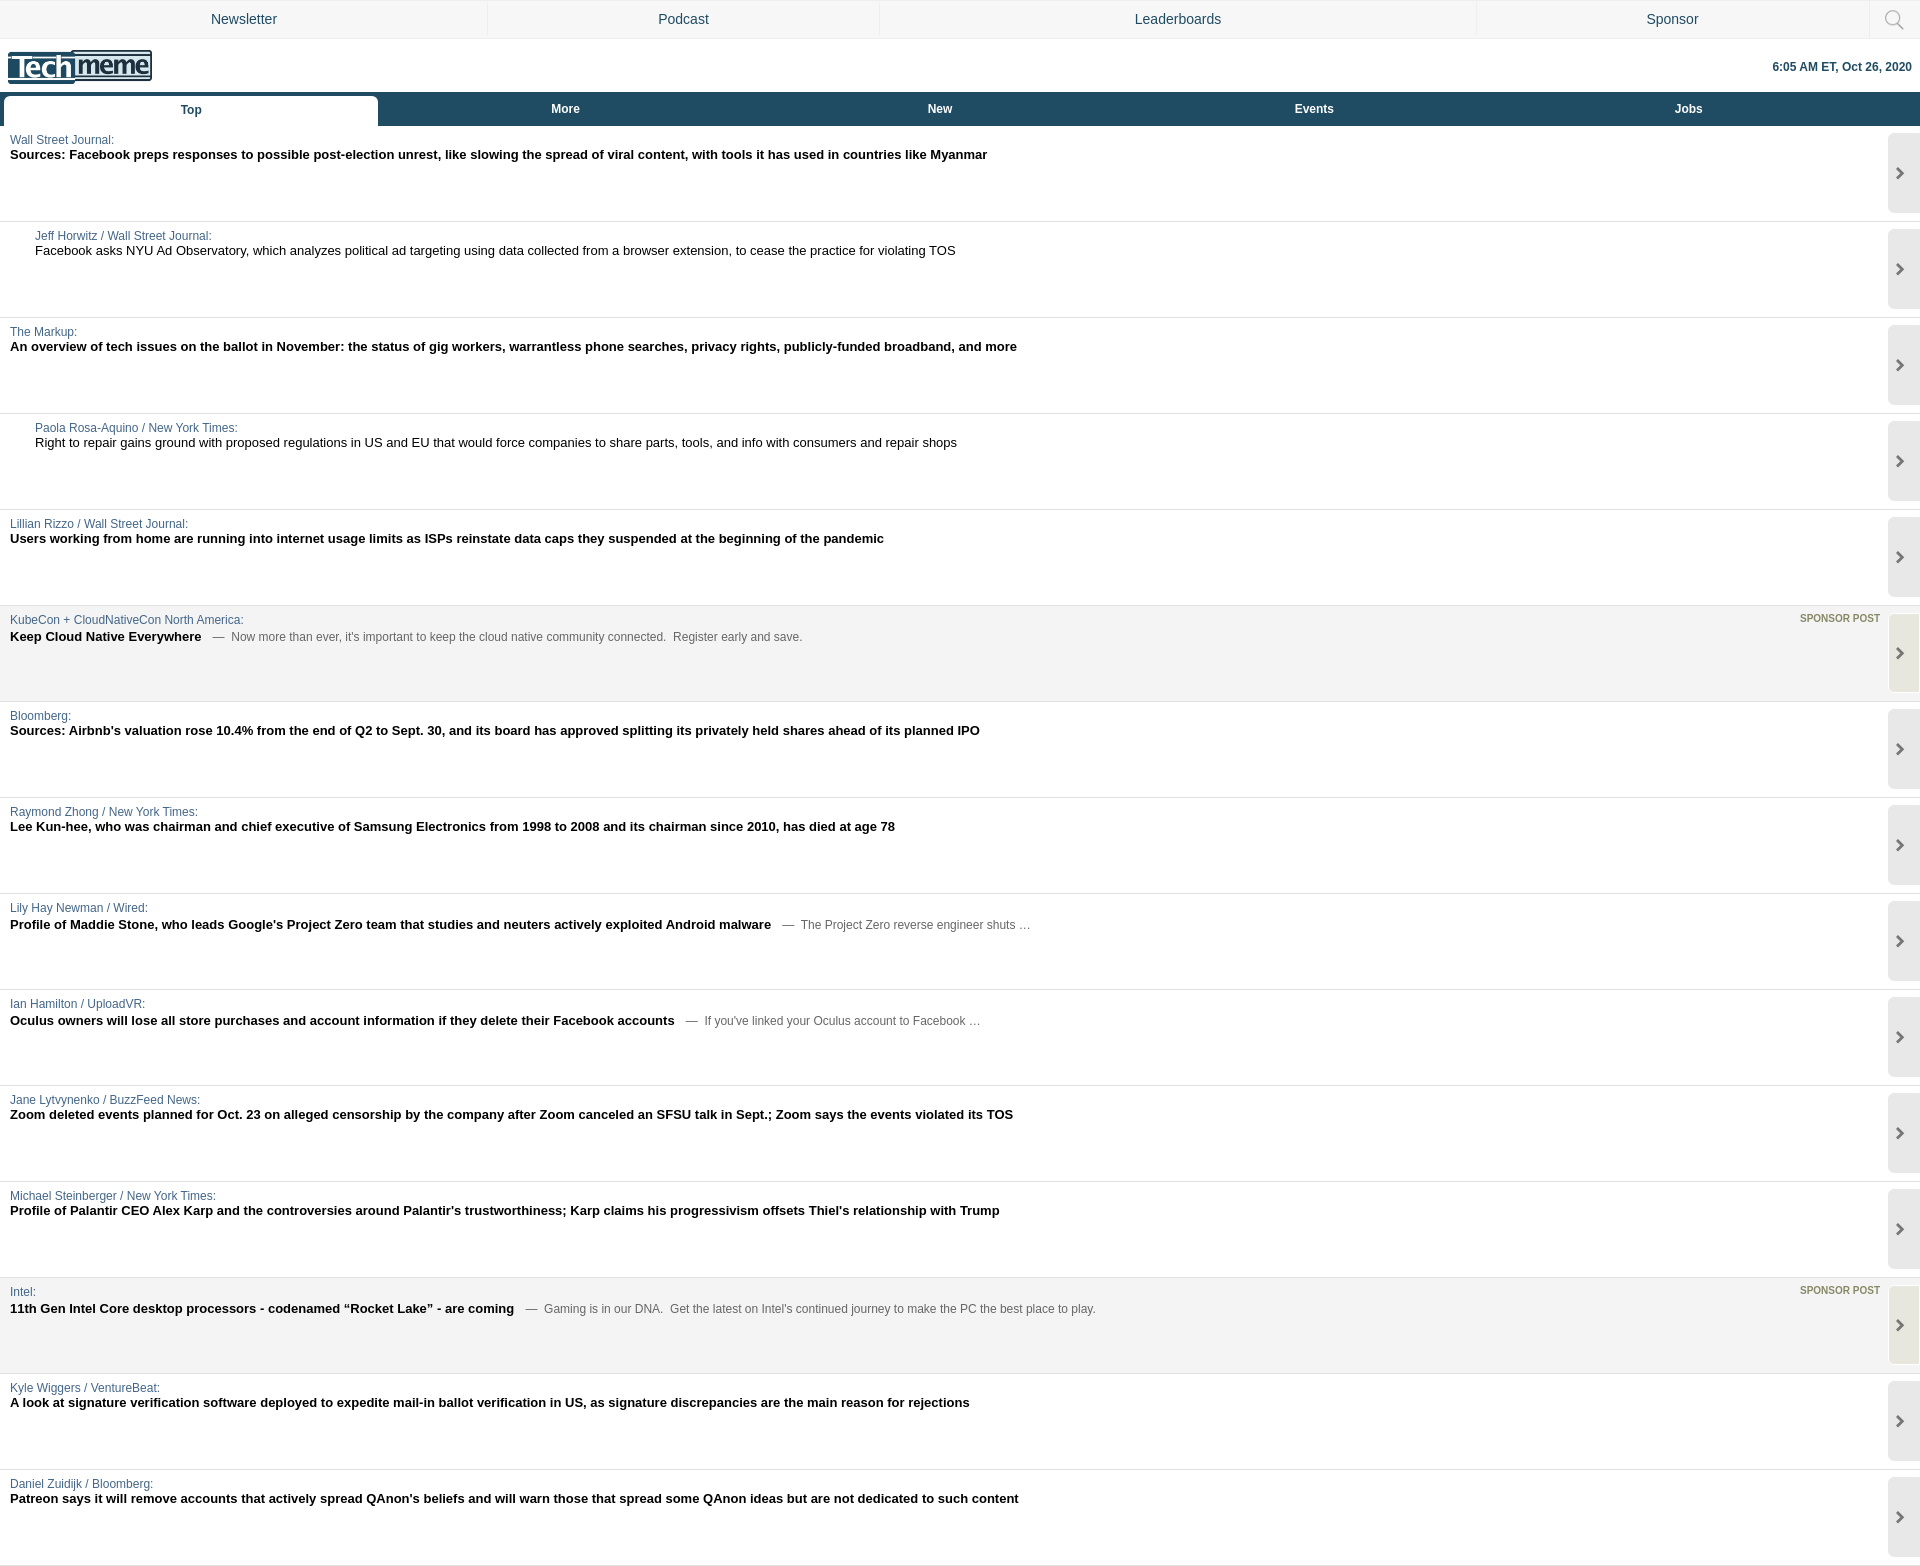 Newsletter
Podcast
Leaderboards
Sponsor
Techmeme
6:05 AM ET, Oct 26, 2020
Top
More
New
Events
Jobs
Wall Street Journal:
Sources: Facebook preps responses to possible post-election unrest, like slowing the spread of viral content, with tools it has used in countries like Myanmar
Jeff Horwitz / Wall Street Journal:
Facebook asks NYU Ad Observatory, which analyzes political ad targeting using data collected from a browser extension, to cease the practice for violating TOS
The Markup:
An overview of tech issues on the ballot in November: the status of gig workers, warrantless phone searches, privacy rights, publicly-funded broadband, and more
Paola Rosa-Aquino / New York Times:
Right to repair gains ground with proposed regulations in US and EU that would force companies to share parts, tools, and info with consumers and repair shops
Lillian Rizzo / Wall Street Journal:
Users working from home are running into internet usage limits as ISPs reinstate data caps they suspended at the beginning of the pandemic
KubeCon + CloudNativeCon North America:
SPONSOR POST
Keep Cloud Native Everywhere — Now more than ever, it's important to keep the cloud native community connected. Register early and save.
Bloomberg:
Sources: Airbnb's valuation rose 10.4% from the end of Q2 to Sept. 30, and its board has approved splitting its privately held shares ahead of its planned IPO
Raymond Zhong / New York Times:
Lee Kun-hee, who was chairman and chief executive of Samsung Electronics from 1998 to 2008 and its chairman since 2010, has died at age 78
Lily Hay Newman / Wired:
Profile of Maddie Stone, who leads Google's Project Zero team that studies and neuters actively exploited Android malware — The Project Zero reverse engineer shuts …
Ian Hamilton / UploadVR:
Oculus owners will lose all store purchases and account information if they delete their Facebook accounts — If you've linked your Oculus account to Facebook …
Jane Lytvynenko / BuzzFeed News:
Zoom deleted events planned for Oct. 23 on alleged censorship by the company after Zoom canceled an SFSU talk in Sept.; Zoom says the events violated its TOS
Michael Steinberger / New York Times:
Profile of Palantir CEO Alex Karp and the controversies around Palantir's trustworthiness; Karp claims his progressivism offsets Thiel's relationship with Trump
Intel:
SPONSOR POST
11th Gen Intel Core desktop processors - codenamed “Rocket Lake” - are coming — Gaming is in our DNA. Get the latest on Intel's continued journey to make the PC the best place to play.
Kyle Wiggers / VentureBeat:
A look at signature verification software deployed to expedite mail-in ballot verification in US, as signature discrepancies are the main reason for rejections
Daniel Zuidijk / Bloomberg:
Patreon says it will remove accounts that actively spread QAnon's beliefs and will warn those that spread some QAnon ideas but are not dedicated to such content